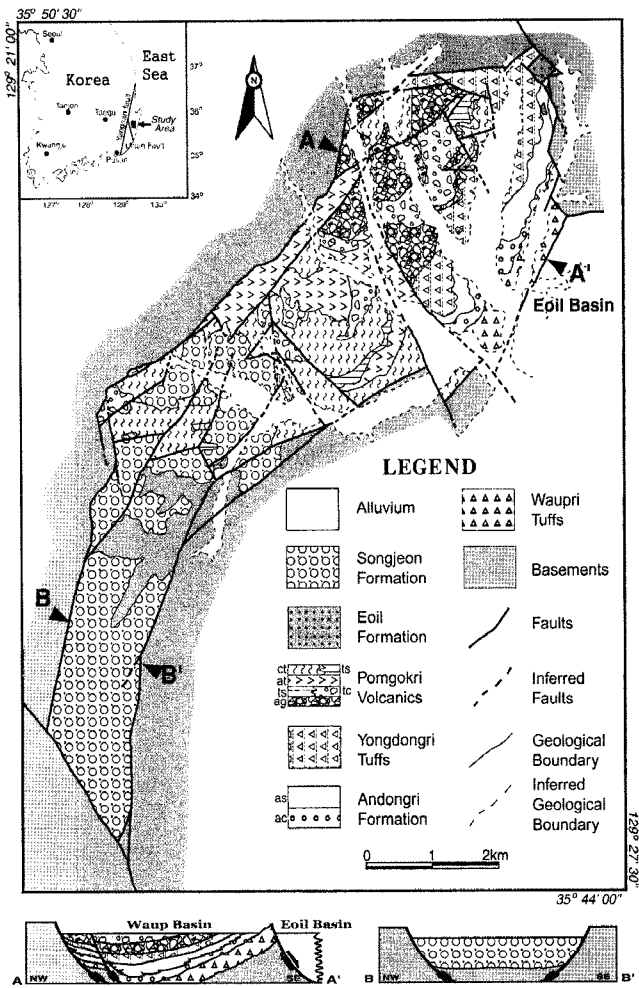 35° 50' 30"
129° 21' 00"
Seoul
East
Sea
Korea
37°
Taejon
Taegu
36°
Study
Area
Kwangju
Pusan
35°
34°
127°
128°
N
A
A'
Eoil Basin
B
B'
LEGEND
Alluvium
Waupri
Tuffs
Songjeon
Formation
Basements
Eoil
Formation
Faults
ct
ts
at
ts
tc
ag
Pomgokri
Volcanics
Inferred
Faults
Yongdongri
Tuffs
Geological
Boundary
as
ac
Andongri
Formation
Inferred
Geological
Boundary
0 1 2km
129° 27' 30"
35° 44' 00"
Waup Basin
Eoil Basin
A NW SE A'
B NW SE B'